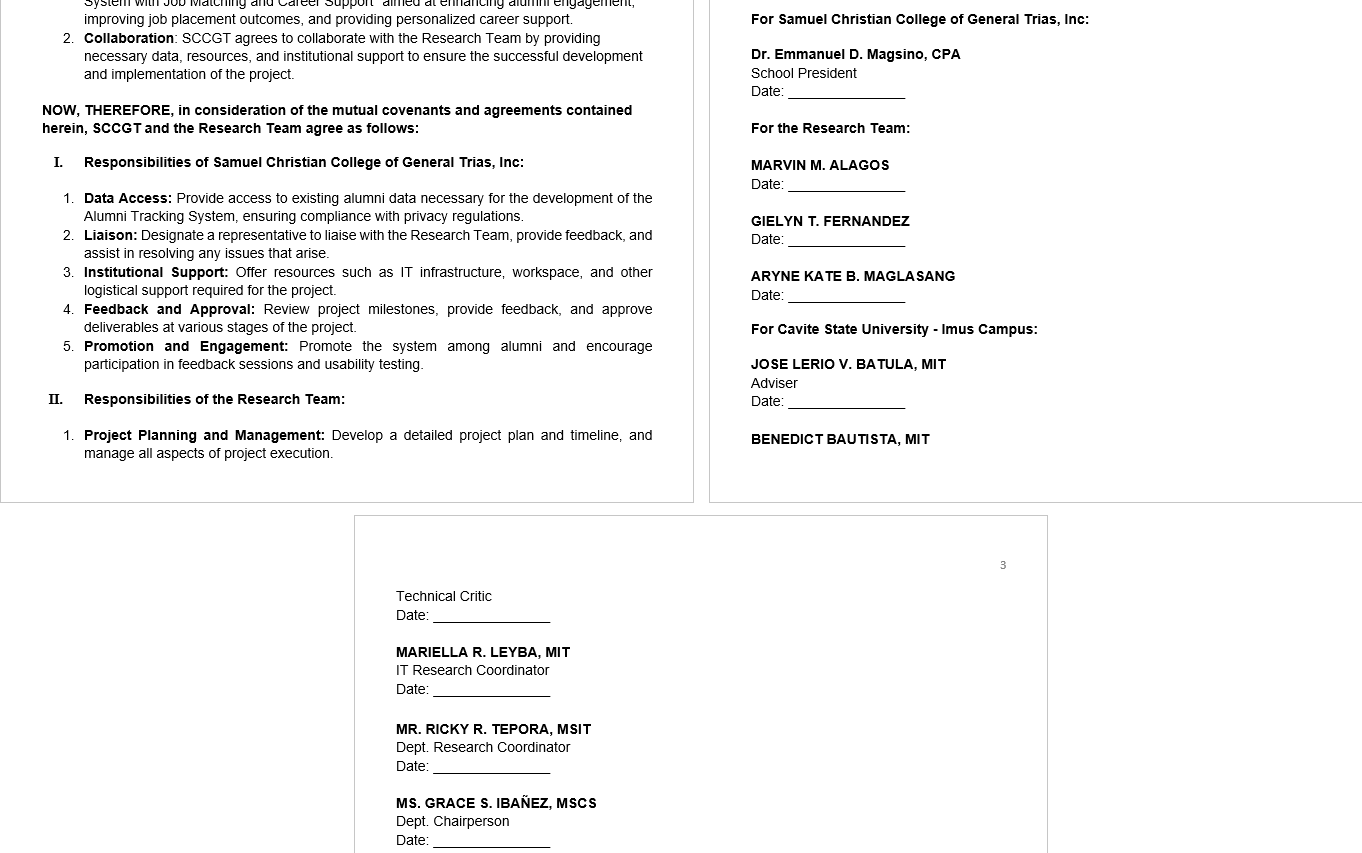 System with Job Matching and Career Support" aimed at enhancing alumni engagement,
improving job placement outcomes, and providing personalized career support.
2. Collaboration: SCCGT agrees to collaborate with the Research Team by providing
necessary data, resources, and institutional support to ensure the successful development
and implementation of the project.
NOW, THEREFORE, in consideration of the mutual covenants and agreements contained
herein, SCCGT and the Research Team agree as follows:
I. Responsibilities of Samuel Christian College of General Trias, Inc:
1. Data Access: Provide access to existing alumni data necessary for the development of the
Alumni Tracking System, ensuring compliance with privacy regulations.
2. Liaison: Designate a representative to liaise with the Research Team, provide feedback, and
assist in resolving any issues that arise.
3. Institutional Support: Offer resources such as IT infrastructure, workspace, and other
logistical support required for the project.
4. Feedback and Approval: Review project milestones, provide feedback, and approve
deliverables at various stages of the project.
5. Promotion and Engagement: Promote the system among alumni and encourage
participation in feedback sessions and usability testing.
II. Responsibilities of the Research Team:
1. Project Planning and Management: Develop a detailed project plan and timeline, and
manage all aspects of project execution.
For Samuel Christian College of General Trias, Inc:
Dr. Emmanuel D. Magsino, CPA
School President
Date: _______________
For the Research Team:
MARVIN M. ALAGOS
Date: _______________
GIELYN T. FERNANDEZ
Date: _______________
ARYNE KATE B. MAGLASANG
Date: _______________
For Cavite State University - Imus Campus:
JOSE LERIO V. BATULA, MIT
Adviser
Date: _______________
BENEDICT BAUTISTA, MIT
3
Technical Critic
Date: _______________
MARIELLA R. LEYBA, MIT
IT Research Coordinator
Date: _______________
MR. RICKY R. TEPORA, MSIT
Dept. Research Coordinator
Date: _______________
MS. GRACE S. IBAÑEZ, MSCS
Dept. Chairperson
Date: _______________